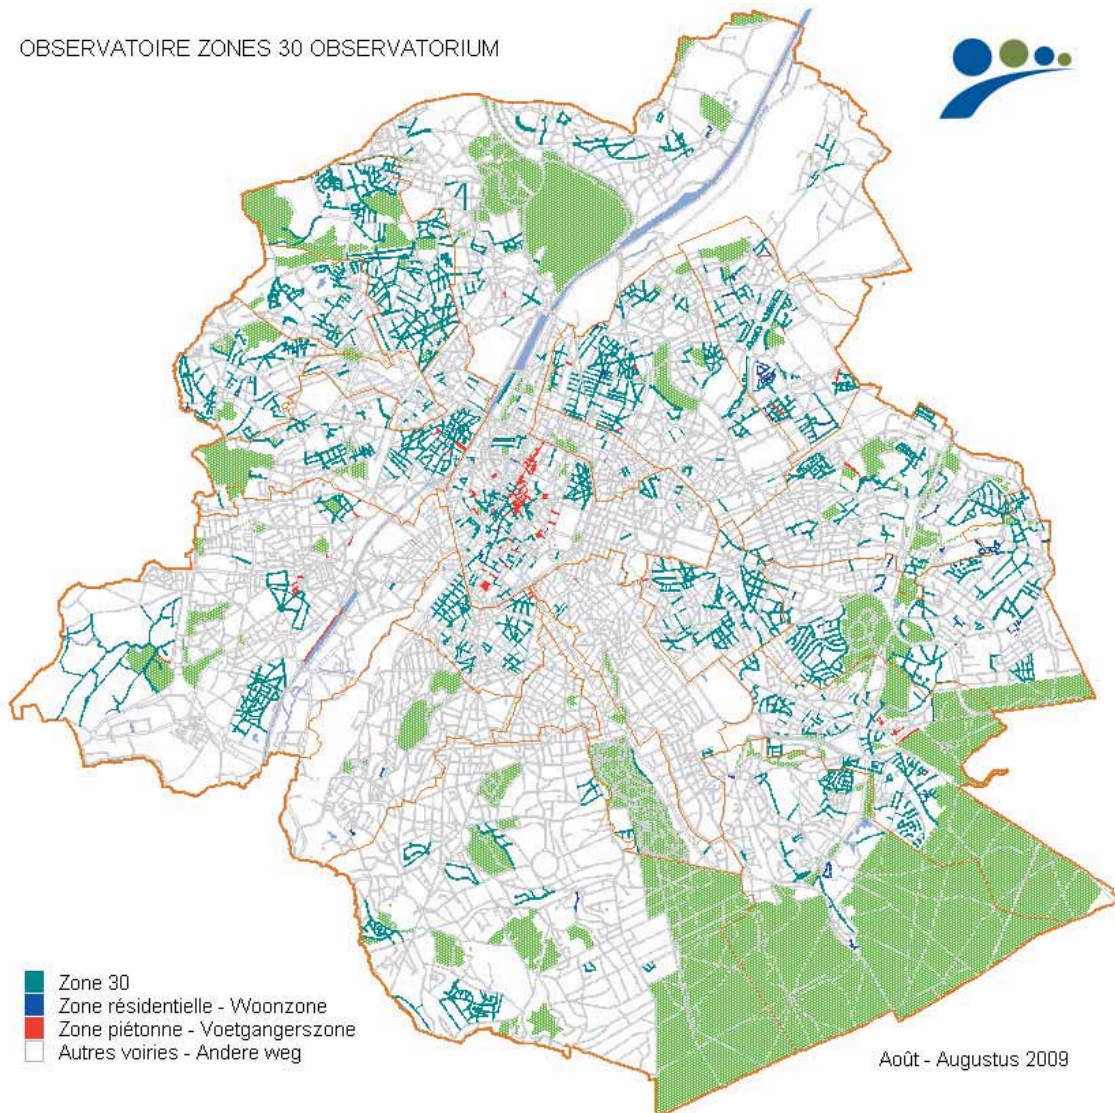 OBSERVATOIRE ZONES 30 OBSERVATORIUM
Zone 30
Zone résidentielle - Woonzone
Zone piétonne - Voetgangerszone
Autres voiries - Andere weg
Août - Augustus 2009